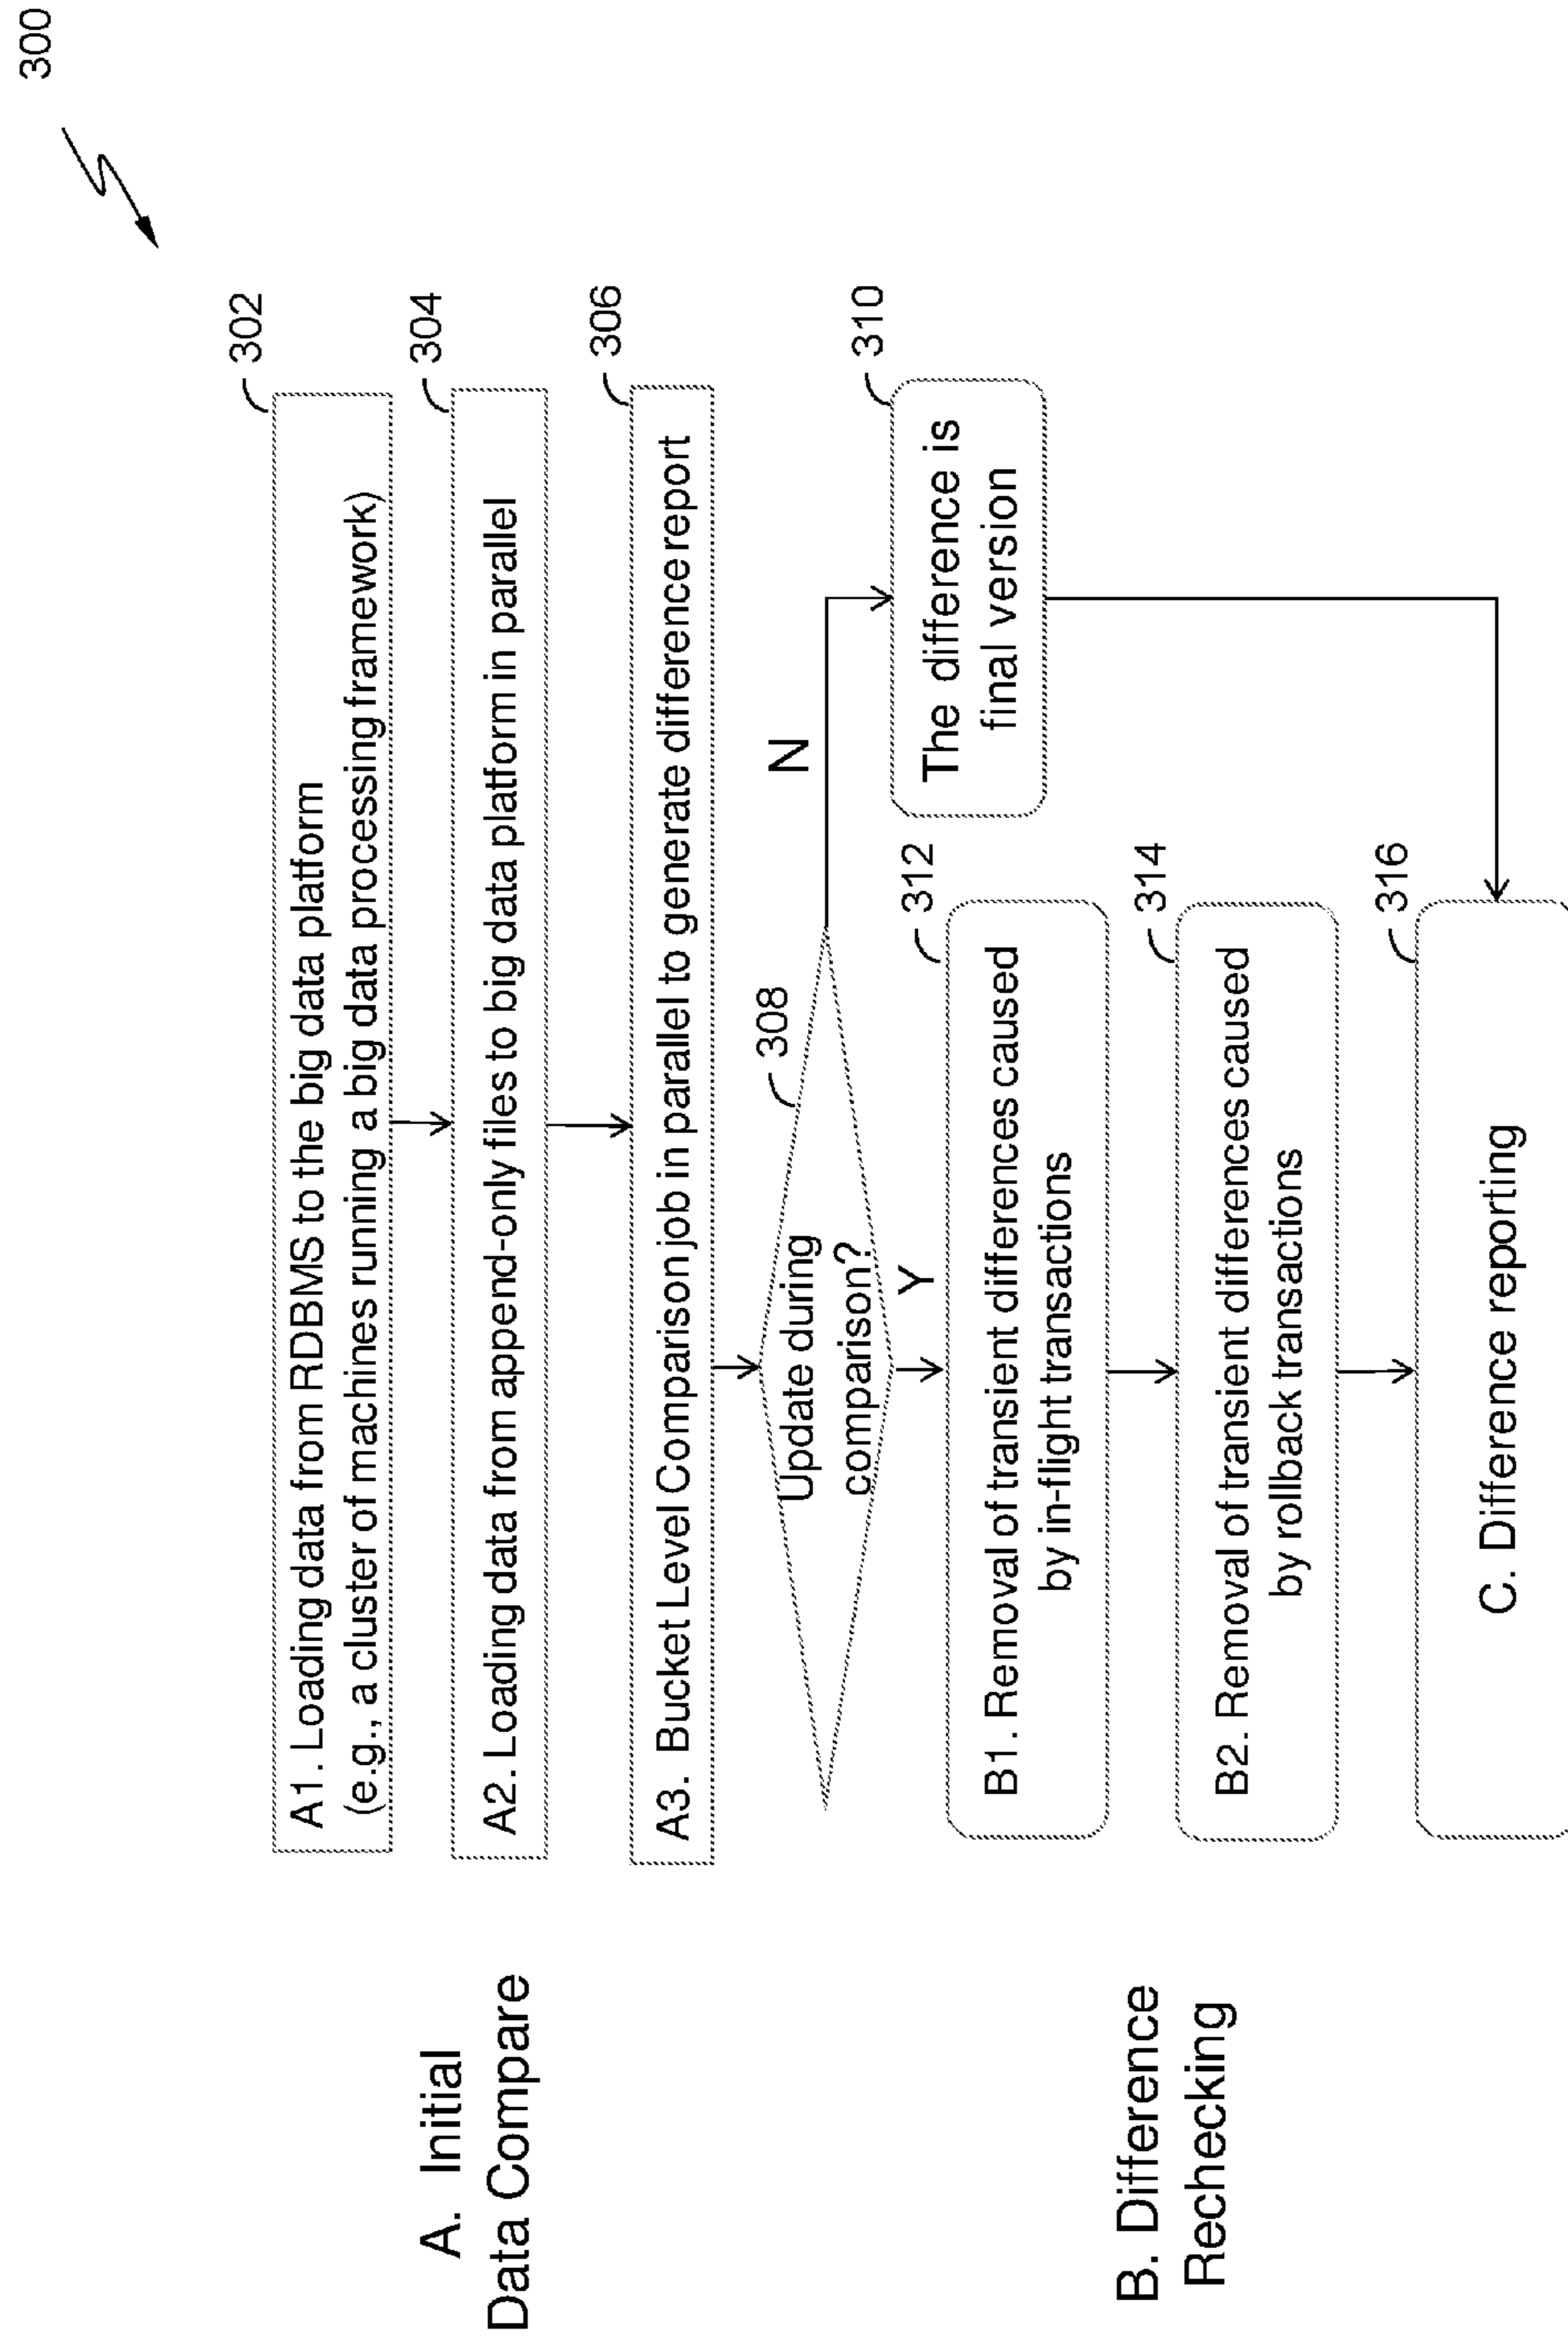 300
302
A1. Loading data from RDBMS to the big data platform
(e.g., a cluster of machines running a big data processing framework)
304
A2. Loading data from append-only files to big data platform in parallel
A. Initial
Data Compare
306
A3. Bucket Level Comparison job in parallel to generate difference report
308
Update during
comparison?
N
Y
310
The difference is
final version
312
B1. Removal of transient differences caused
by in-flight transactions
B. Difference
Rechecking
314
B2. Removal of transient differences caused
by rollback transactions
316
C. Difference reporting